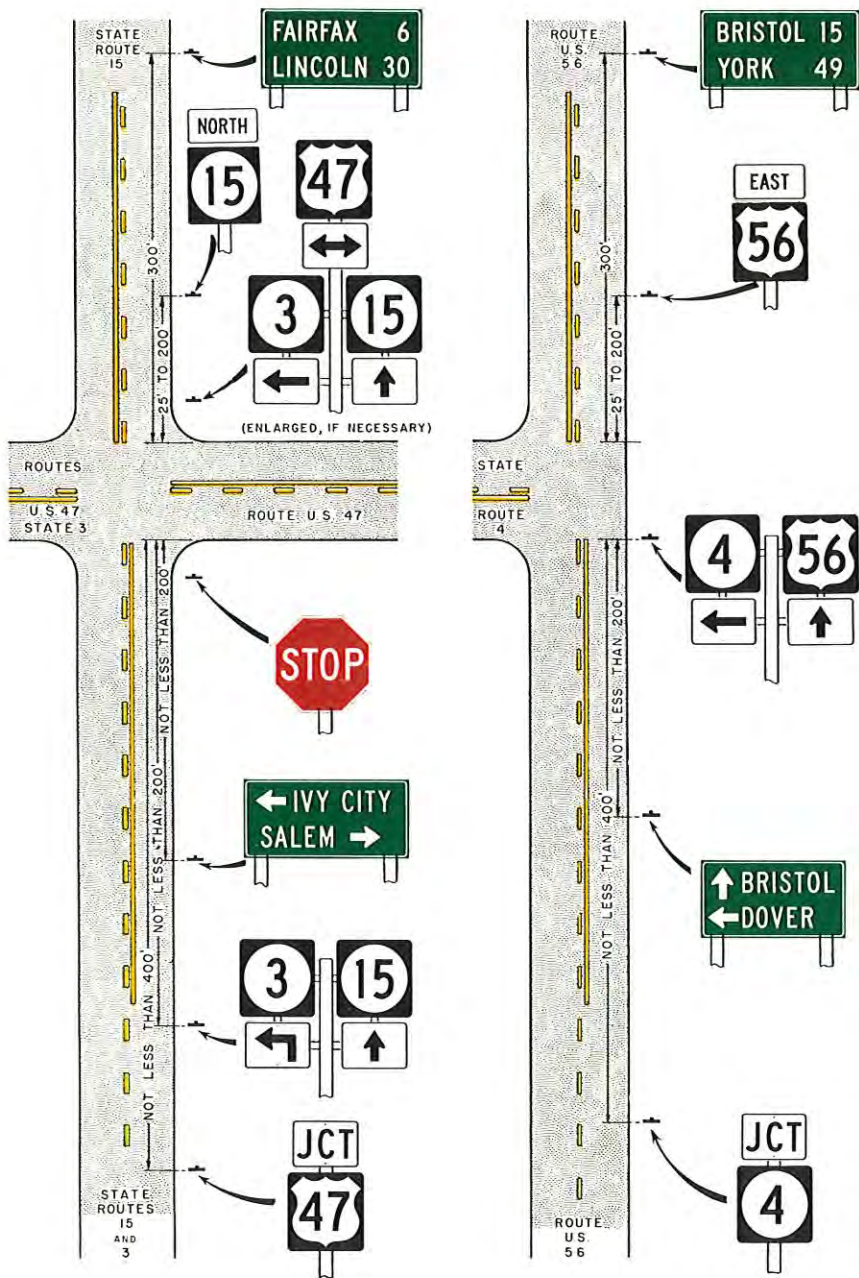 STATE
ROUTE
15
FAIRFAX 6
LINCOLN 30
NORTH
15
47
3
15
(ENLARGED, IF NECESSARY)
300'
25' TO 200'
ROUTES
U.S. 47
STATE 3
ROUTE U.S. 47
STOP
← IVY CITY
SALEM →
3
15
JCT
47
NOT LESS THAN 200'
NOT LESS THAN 200'
NOT LESS THAN 400'
STATE
ROUTES
15
AND
3
ROUTE
U.S.
56
BRISTOL 15
YORK 49
EAST
56
300'
25' TO 200'
STATE
ROUTE
4
4
56
NOT LESS THAN 200'
NOT LESS THAN 400'
↑ BRISTOL
← DOVER
JCT
4
ROUTE
U.S.
56